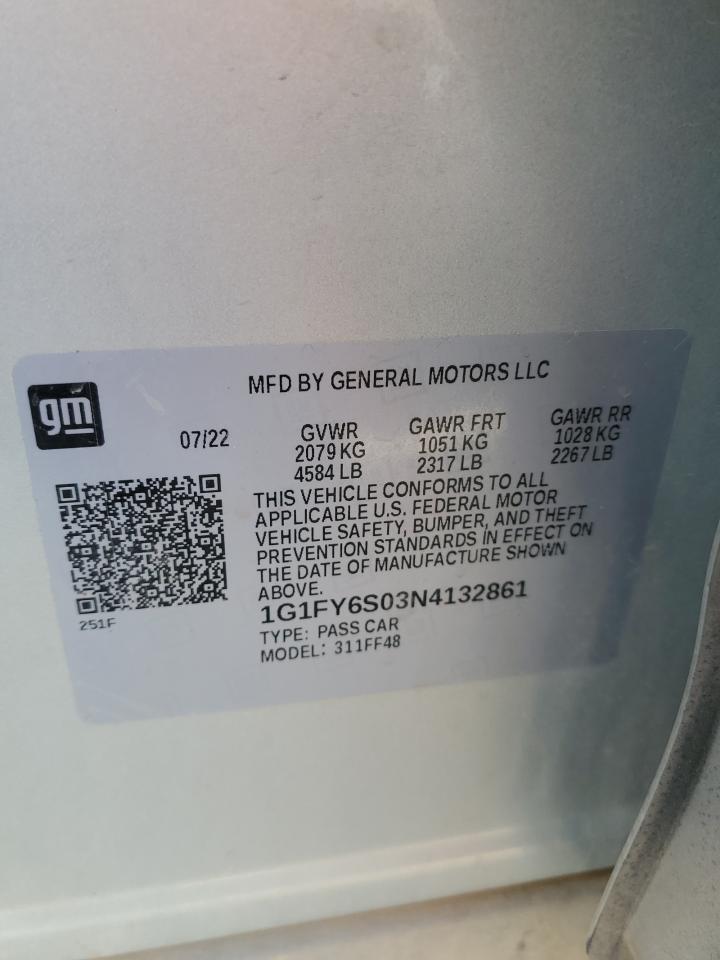 MFD BY GENERAL MOTORS LLC
gm
07/22
GVWR GAWR FRT GAWR RR
2079 KG 1051 KG 1028 KG
4584 LB 2317 LB 2267 LB
THIS VEHICLE CONFORMS TO ALL
APPLICABLE U.S. FEDERAL MOTOR
VEHICLE SAFETY, BUMPER, AND THEFT
PREVENTION STANDARDS IN EFFECT ON
THE DATE OF MANUFACTURE SHOWN
ABOVE.
1G1FY6S03N4132861
251F
TYPE: PASS CAR
MODEL: 311FF48